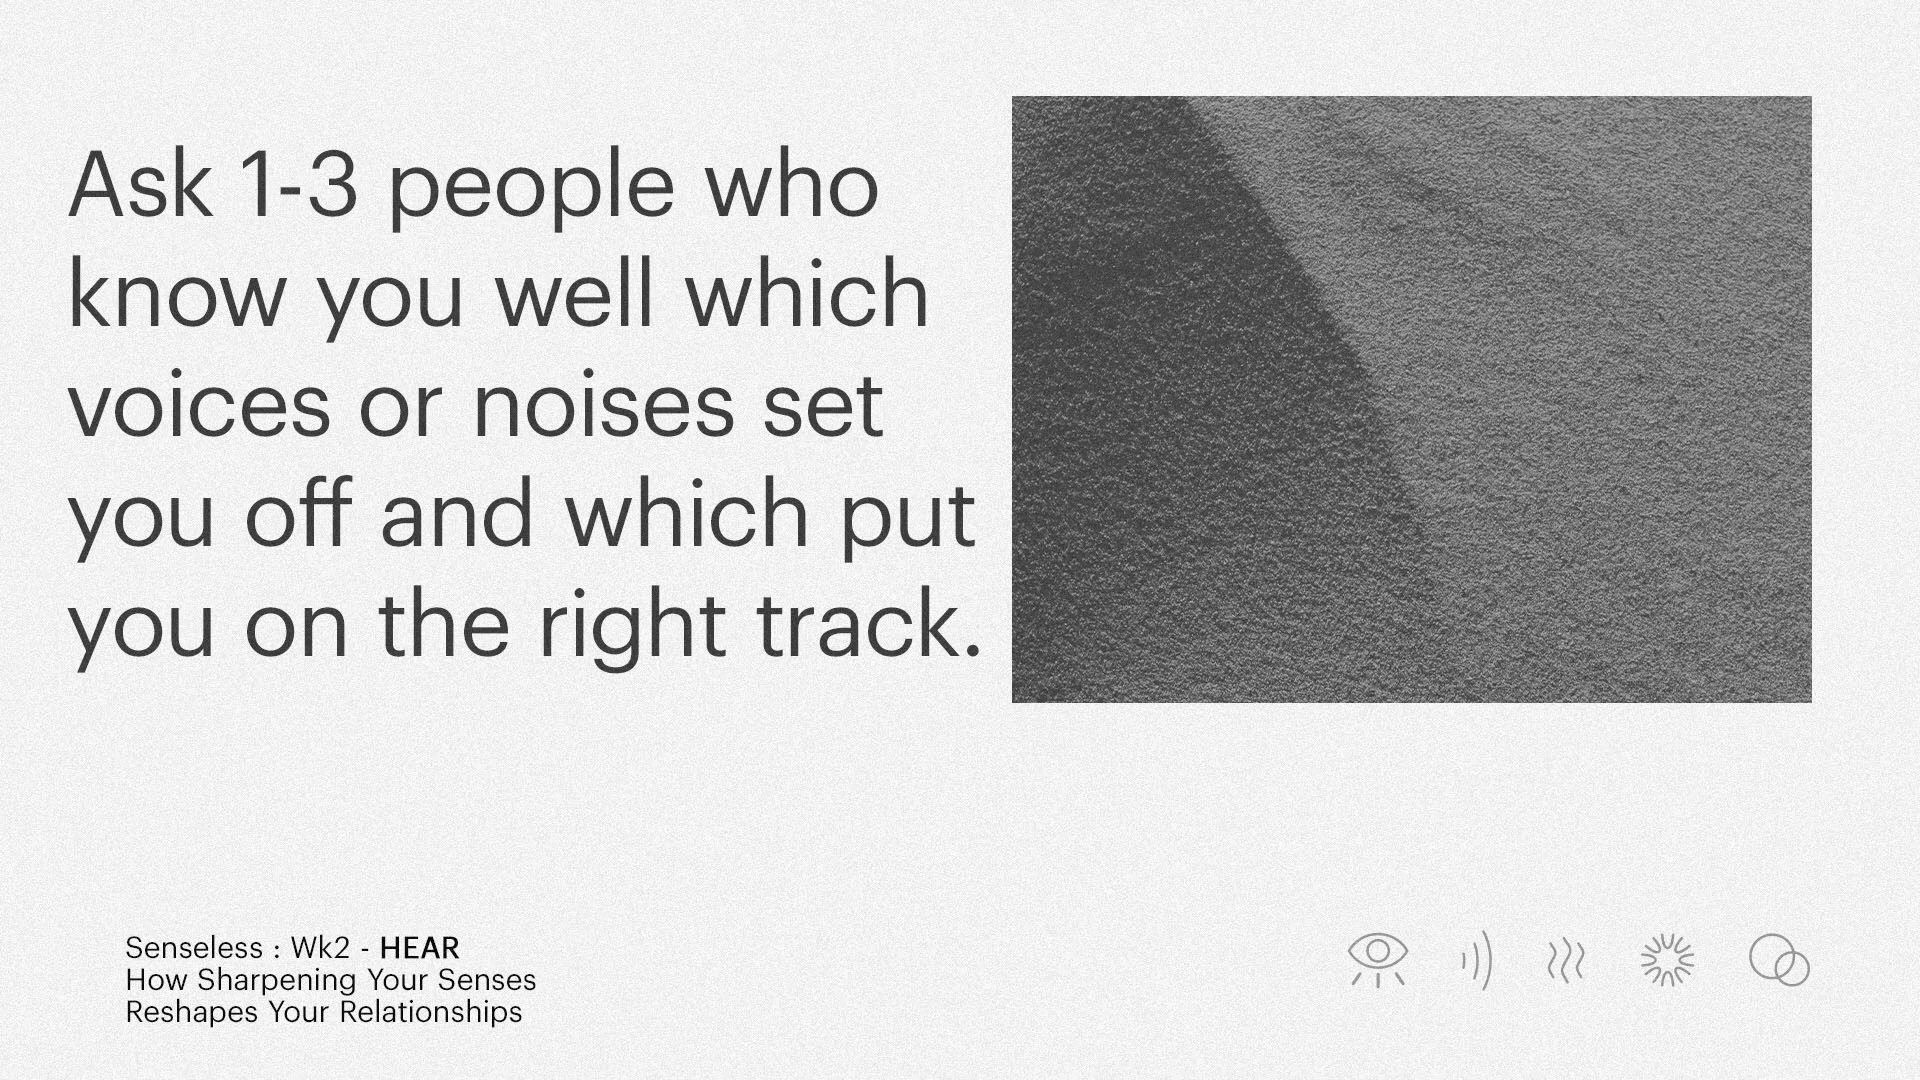 Ask 1-3 people who
know you well which
voices or noises set
you off and which put
you on the right track.
Senseless : Wk2 - HEAR
How Sharpening Your Senses
Reshapes Your Relationships